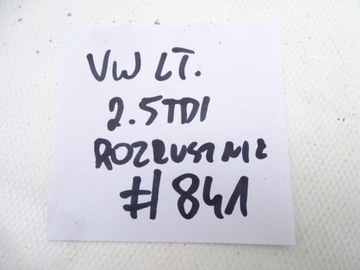 VW LT.
2.5TDI
ROZRUSZNIK
#841